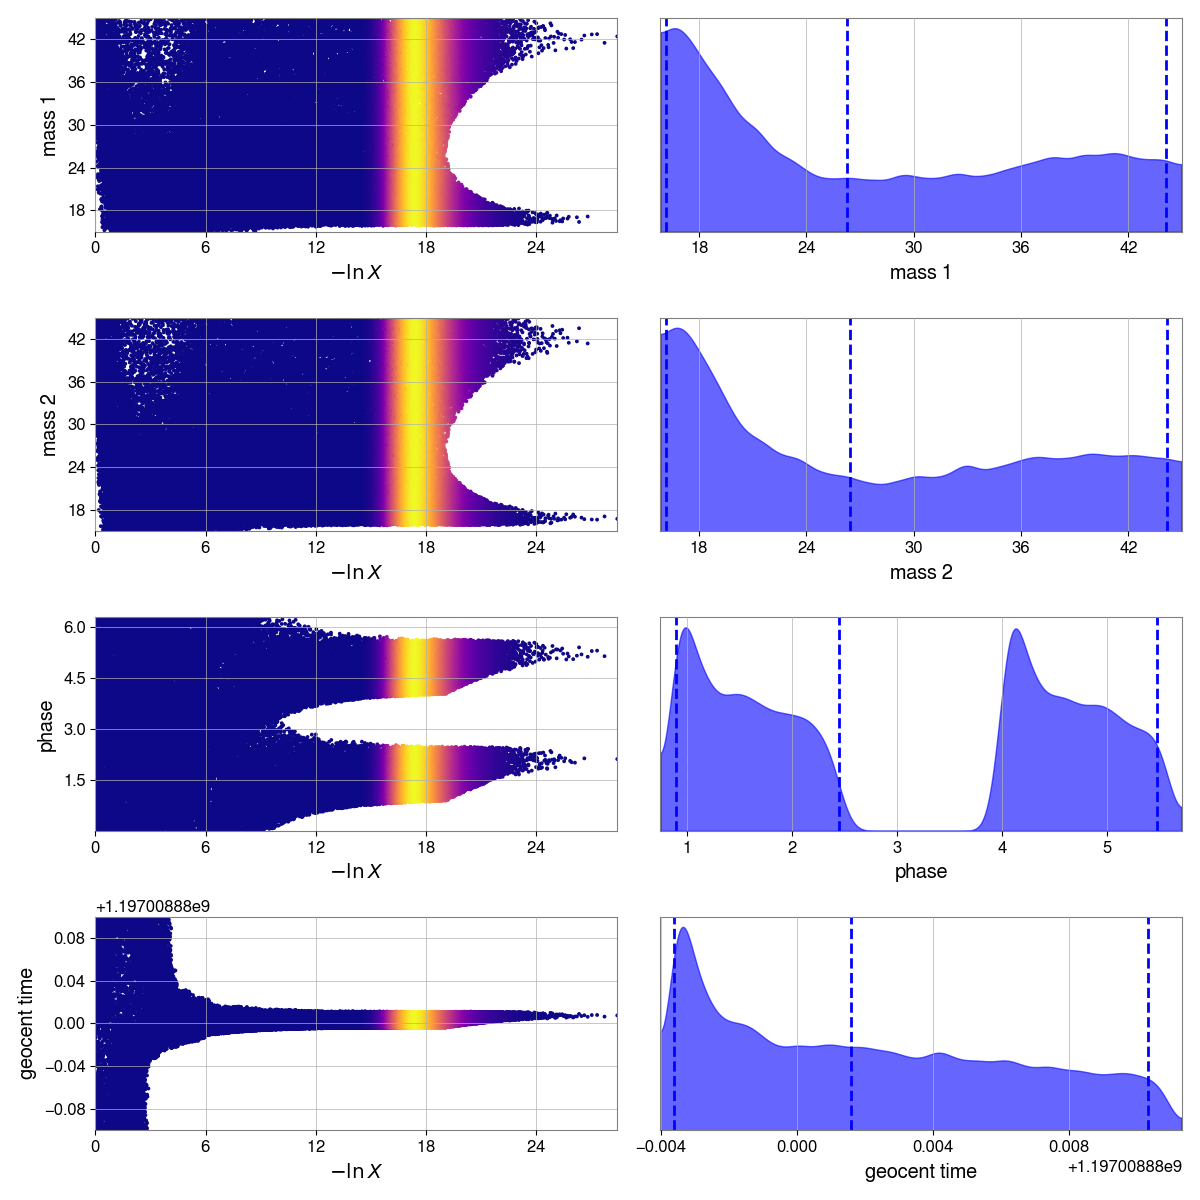 42
36
30
24
18
mass 1
0 6 12 18 24
−ln X
18 24 30 36 42
mass 1
42
36
30
24
18
mass 2
0 6 12 18 24
−ln X
18 24 30 36 42
mass 2
6.0
4.5
3.0
1.5
phase
0 6 12 18 24
−ln X
1 2 3 4 5
phase
+1.19700888e9
0.08
0.04
0.00
−0.04
−0.08
geocent time
0 6 12 18 24
−ln X
−0.004 0.000 0.004 0.008
+1.19700888e9
geocent time